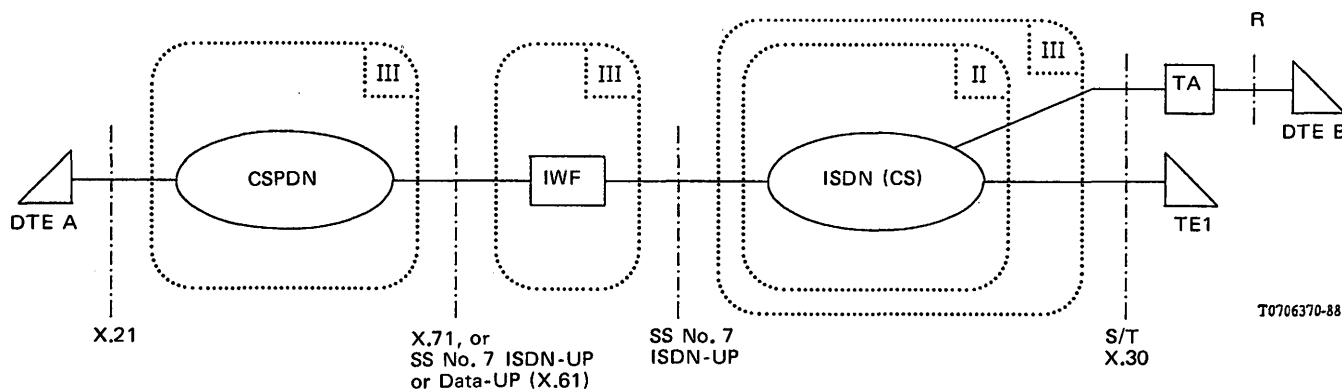 R
III
III
III
II
TA
DTE B
CSPDN
IWF
ISDN (CS)
DTE A
TE1
T0706370-88
X.21
X.71, or
SS No. 7 ISDN-UP
or Data-UP (X.61)
SS No. 7
ISDN-UP
S/T
X.30